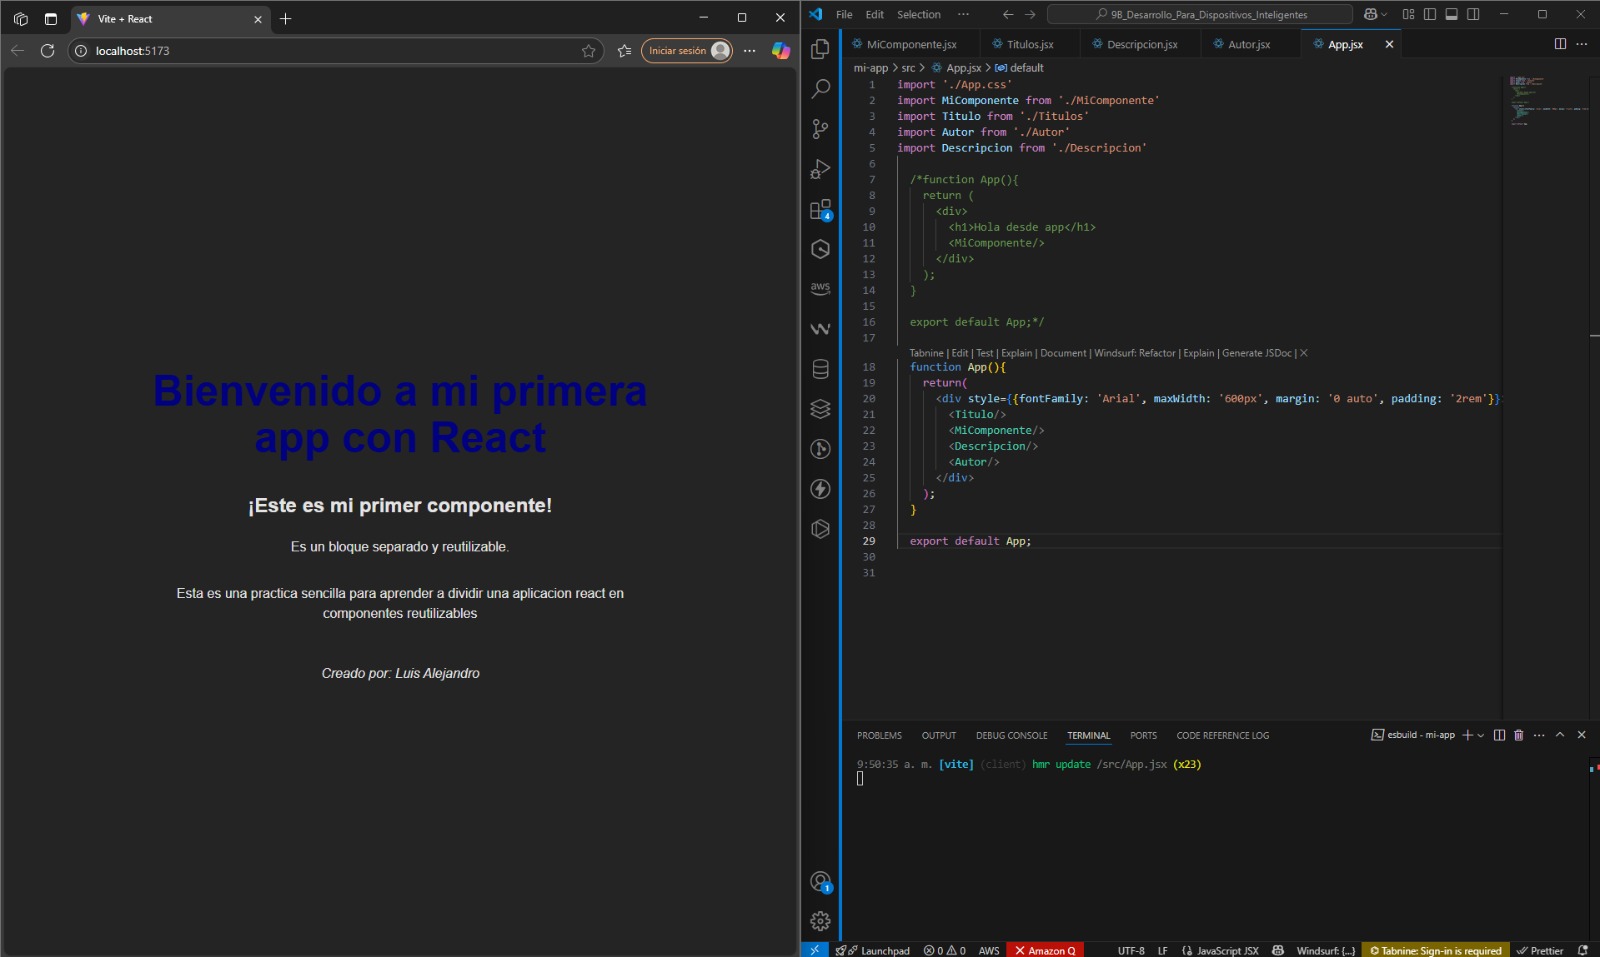 Vite + React
localhost:5173
Iniciar sesión
Bienvenido a mi primera
app con React
¡Este es mi primer componente!
Es un bloque separado y reutilizable.
Esta es una practica sencilla para aprender a dividir una aplicacion react en
componentes reutilizables
Creado por: Luis Alejandro
File Edit Selection ···
9B_Desarrollo_Para_Dispositivos_Inteligentes
MiComponente.jsx Titulos.jsx Descripcion.jsx Autor.jsx App.jsx
mi-app > src > App.jsx > default
1 import './App.css'
2 import MiComponente from './MiComponente'
3 import Titulo from './Titulos'
4 import Autor from './Autor'
5 import Descripcion from './Descripcion'
6
7 /*function App(){
8 return (
9 <div>
10 <h1>Hola desde app</h1>
11 <MiComponente/>
12 </div>
13 );
14 }
15
16 export default App;*/
17
Tabnine | Edit | Test | Explain | Document | Windsurf: Refactor | Explain | Generate JSDoc | X
18 function App(){
19 return(
20 <div style={{fontFamily: 'Arial', maxWidth: '600px', margin: '0 auto', padding: '2rem'}}
21 <Titulo/>
22 <MiComponente/>
23 <Descripcion/>
24 <Autor/>
25 </div>
26 );
27 }
28
29 export default App;
30
31
4
aws
1
PROBLEMS OUTPUT DEBUG CONSOLE TERMINAL PORTS CODE REFERENCE LOG
esbuild - mi-app
9:50:35 a. m. [vite] (client) hmr update /src/App.jsx (x23)
Launchpad 0 0 AWS Amazon Q UTF-8 LF JavaScript JSX Windsurf: {...} Tabnine: Sign-in is required Prettier